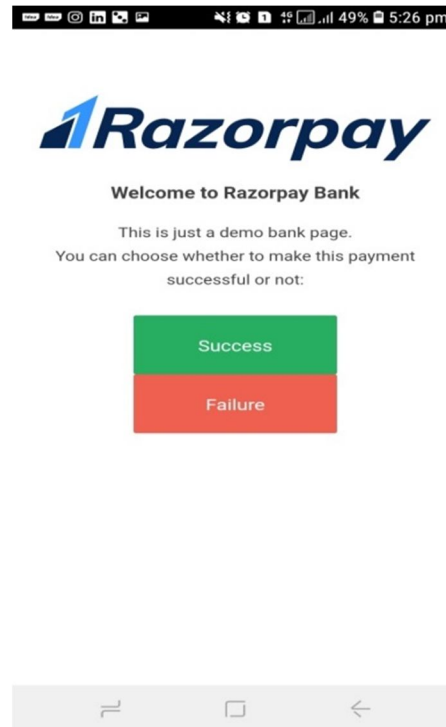 4G 49% 5:26 pm
Razorpay
Welcome to Razorpay Bank
This is just a demo bank page.
You can choose whether to make this payment
successful or not:
Success
Failure